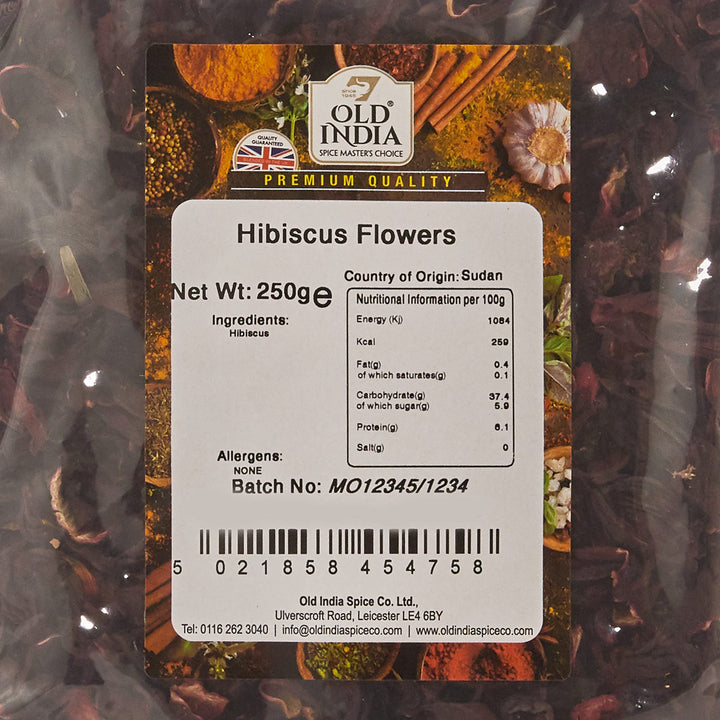 SINCE 1946
OLD®
INDIA
SPICE MASTER'S CHOICE
QUALITY GUARANTEED
PREMIUM QUALITY
Hibiscus Flowers
Country of Origin: Sudan
Net Wt: 250g e
Nutritional Information per 100g
Ingredients:
Hibiscus
Energy (Kj) 1084
Kcal 259
Fat(g) 0.4
of which saturates(g) 0.1
Carbohydrate(g) 37.4
of which sugar(g) 5.9
Protein(g) 6.1
Salt(g) 0
Allergens:
NONE
Batch No: MO12345/1234
5 021858 454758
Old India Spice Co. Ltd.,
Ulverscroft Road, Leicester LE4 6BY
Tel: 0116 262 3040 | info@oldindiaspiceco.com | www.oldindiaspiceco.com